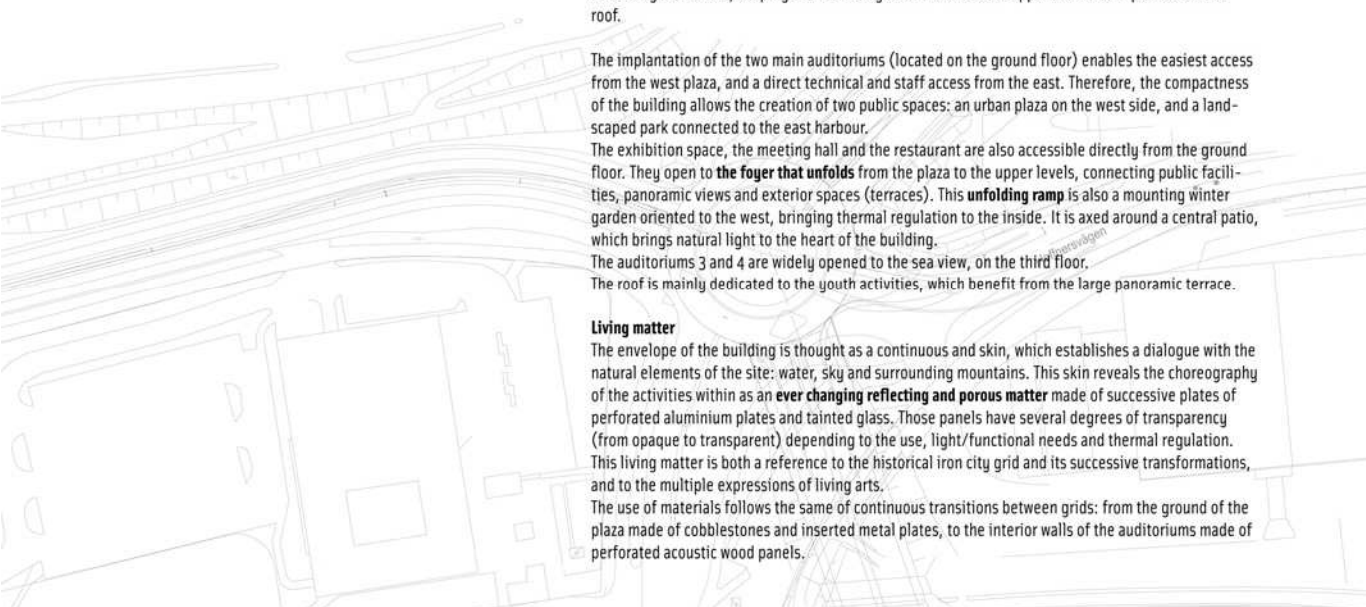 roof.
The implantation of the two main auditoriums (located on the ground floor) enables the easiest access
from the west plaza, and a direct technical and staff access from the east. Therefore, the compactness
of the building allows the creation of two public spaces: an urban plaza on the west side, and a land-
scaped park connected to the east harbour.
The exhibition space, the meeting hall and the restaurant are also accessible directly from the ground
floor. They open to the foyer that unfolds from the plaza to the upper levels, connecting public facili-
ties, panoramic views and exterior spaces (terraces). This unfolding ramp is also a mounting winter
garden oriented to the west, bringing thermal regulation to the inside. It is axed around a central patio,
which brings natural light to the heart of the building.
The auditoriums 3 and 4 are widely opened to the sea view, on the third floor.
The roof is mainly dedicated to the youth activities, which benefit from the large panoramic terrace.
Living matter
The envelope of the building is thought as a continuous and skin, which establishes a dialogue with the
natural elements of the site: water, sky and surrounding mountains. This skin reveals the choreography
of the activities within as an ever changing reflecting and porous matter made of successive plates of
perforated aluminium plates and tainted glass. Those panels have several degrees of transparency
(from opaque to transparent) depending to the use, light/functional needs and thermal regulation.
This living matter is both a reference to the historical iron city grid and its successive transformations,
and to the multiple expressions of living arts.
The use of materials follows the same of continuous transitions between grids: from the ground of the
plaza made of cobblestones and inserted metal plates, to the interior walls of the auditoriums made of
perforated acoustic wood panels.